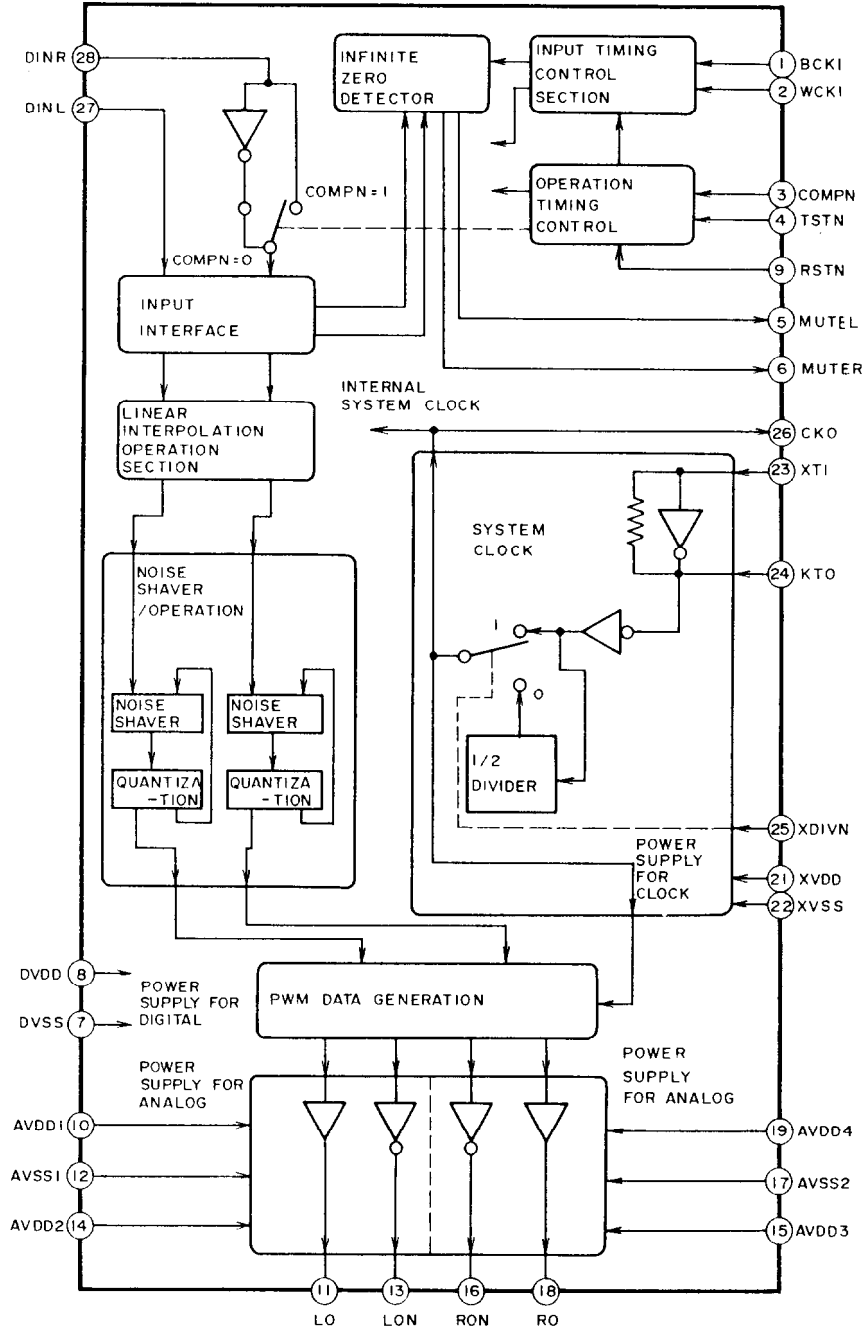 DINR 28
DINL 27
INFINITE
ZERO
DETECTOR
INPUT TIMING
CONTROL
SECTION
1 BCKI
2 WCKI
COMPN=1
OPERATION
TIMING
CONTROL
3 COMPN
4 TSTN
9 RSTN
COMPN=0
INPUT
INTERFACE
5 MUTEL
6 MUTER
INTERNAL
SYSTEM CLOCK
26 CKO
LINEAR
INTERPOLATION
OPERATION
SECTION
23 XTI
SYSTEM
CLOCK
24 KTO
NOISE
SHAVER
/OPERATION
1
0
NOISE
SHAVER
NOISE
SHAVER
QUANTIZA
-TION
QUANTIZA
-TION
1/2
DIVIDER
25 XDIVN
POWER
SUPPLY
FOR
CLOCK
21 XVDD
22 XVSS
DVDD 8
DVSS 7
POWER
SUPPLY FOR
DIGITAL
PWM DATA GENERATION
POWER
SUPPLY FOR
ANALOG
POWER
SUPPLY
FOR ANALOG
AVDD1 10
AVSS1 12
AVDD2 14
19 AVDD4
17 AVSS2
15 AVDD3
11 13 16 18
LO LON RON RO